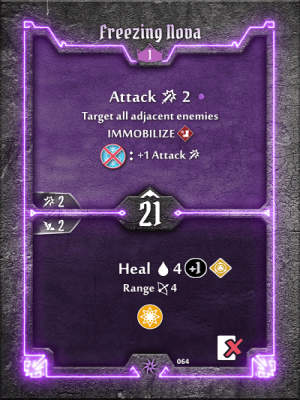 Freezing Nova
1
Attack 2
Target all adjacent enemies
IMMOBILIZE
: +1 Attack
2
21
2
Heal 4 +1
Range 4
064